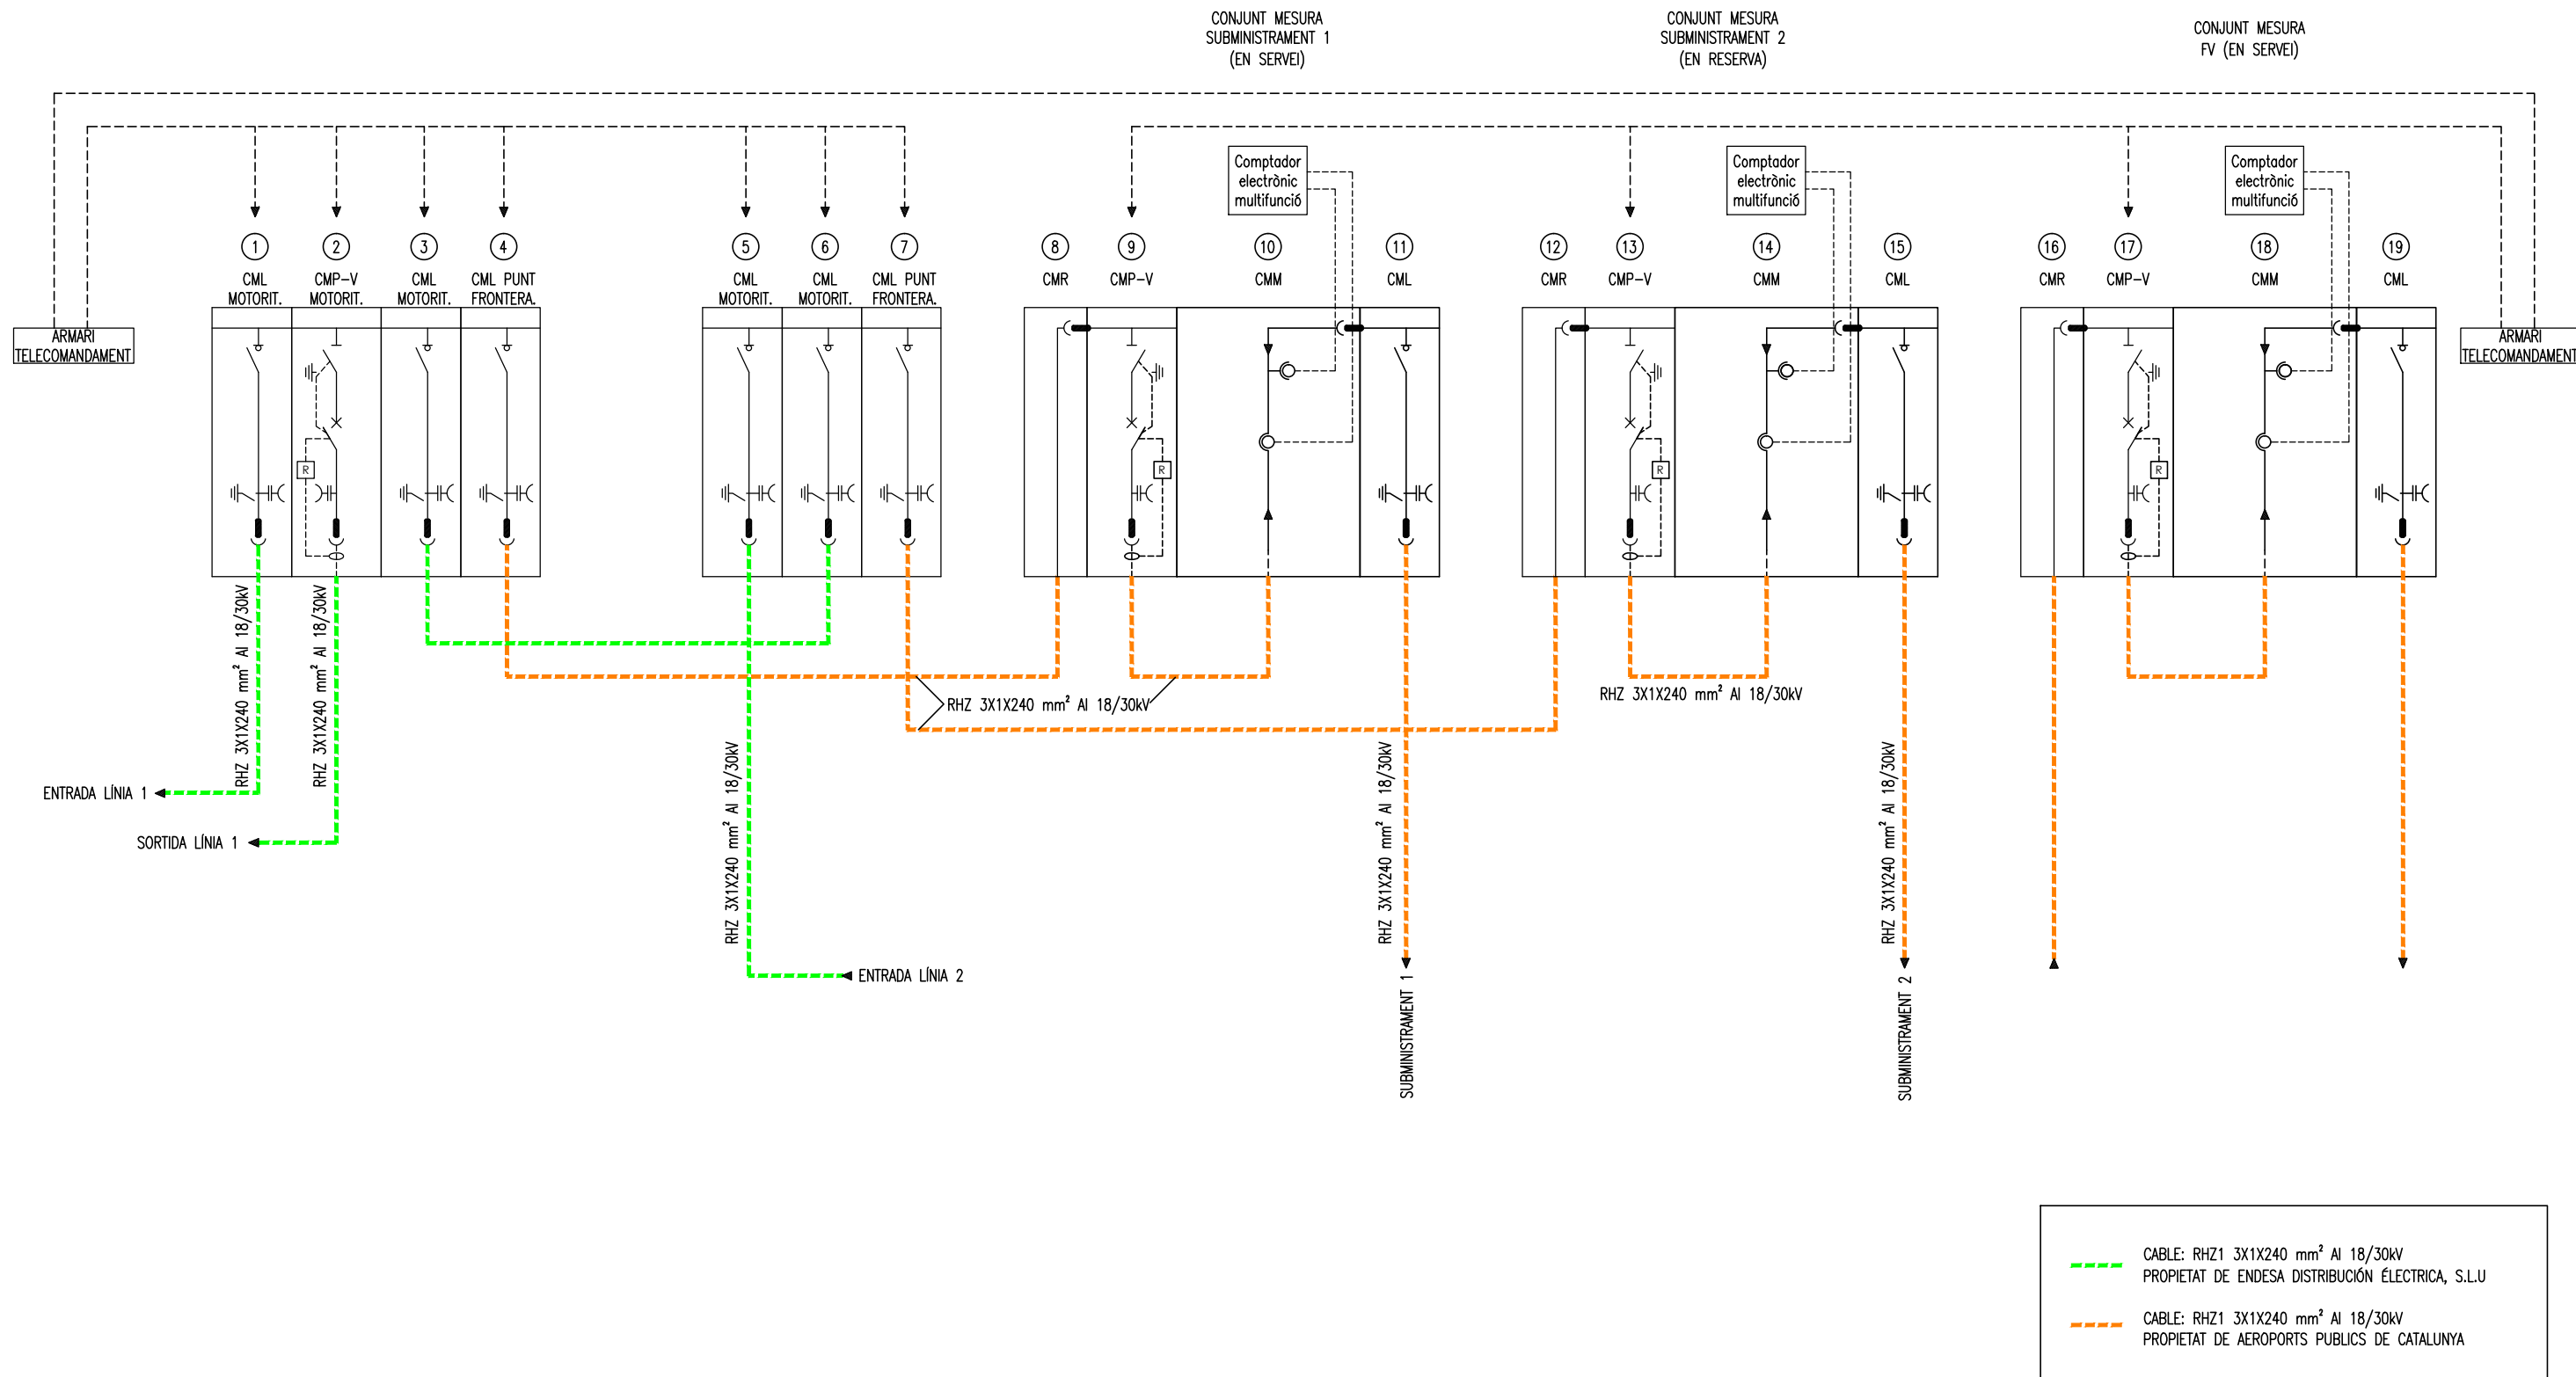 CONJUNT MESURA
SUBMINISTRAMENT 1
(EN SERVEI)
CONJUNT MESURA
SUBMINISTRAMENT 2
(EN RESERVA)
CONJUNT MESURA
FV (EN SERVEI)
Comptador
electrònic
multifunció
Comptador
electrònic
multifunció
Comptador
electrònic
multifunció
1
CML
MOTORIT.
2
CMP-V
MOTORIT.
3
CML
MOTORIT.
4
CML PUNT
FRONTERA.
5
CML
MOTORIT.
6
CML
MOTORIT.
7
CML PUNT
FRONTERA.
8
CMR
9
CMP-V
10
CMM
11
CML
12
CMR
13
CMP-V
14
CMM
15
CML
16
CMR
17
CMP-V
18
CMM
19
CML
ARMARI
TELECOMANDAMENT
ARMARI
TELECOMANDAMENT
R
R
R
R
RHZ 3X1X240 mm² Al 18/30kV
RHZ 3X1X240 mm² Al 18/30kV
RHZ 3X1X240 mm² Al 18/30kV
RHZ 3X1X240 mm² Al 18/30kV
RHZ 3X1X240 mm² Al 18/30kV
RHZ 3X1X240 mm² Al 18/30kV
RHZ 3X1X240 mm² Al 18/30kV
ENTRADA LÍNIA 1
SORTIDA LÍNIA 1
ENTRADA LÍNIA 2
SUBMINISTRAMENT 1
SUBMINISTRAMENT 2
CABLE: RHZ1 3X1X240 mm² Al 18/30kV
PROPIETAT DE ENDESA DISTRIBUCIÓN ÉLECTRICA, S.L.U
CABLE: RHZ1 3X1X240 mm² Al 18/30kV
PROPIETAT DE AEROPORTS PUBLICS DE CATALUNYA